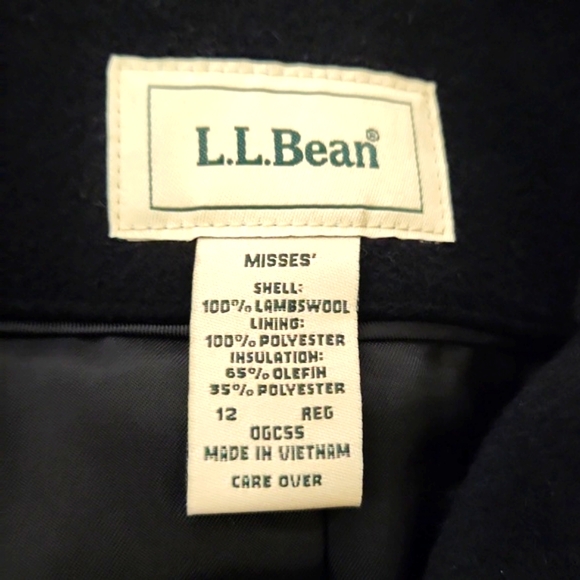 L.L.Bean®
MISSES'
SHELL:
100% LAMBSWOOL
LINING:
100% POLYESTER
INSULATION:
65% OLEFIN
35% POLYESTER
12 REG
0GC55
MADE IN VIETNAM
CARE OVER